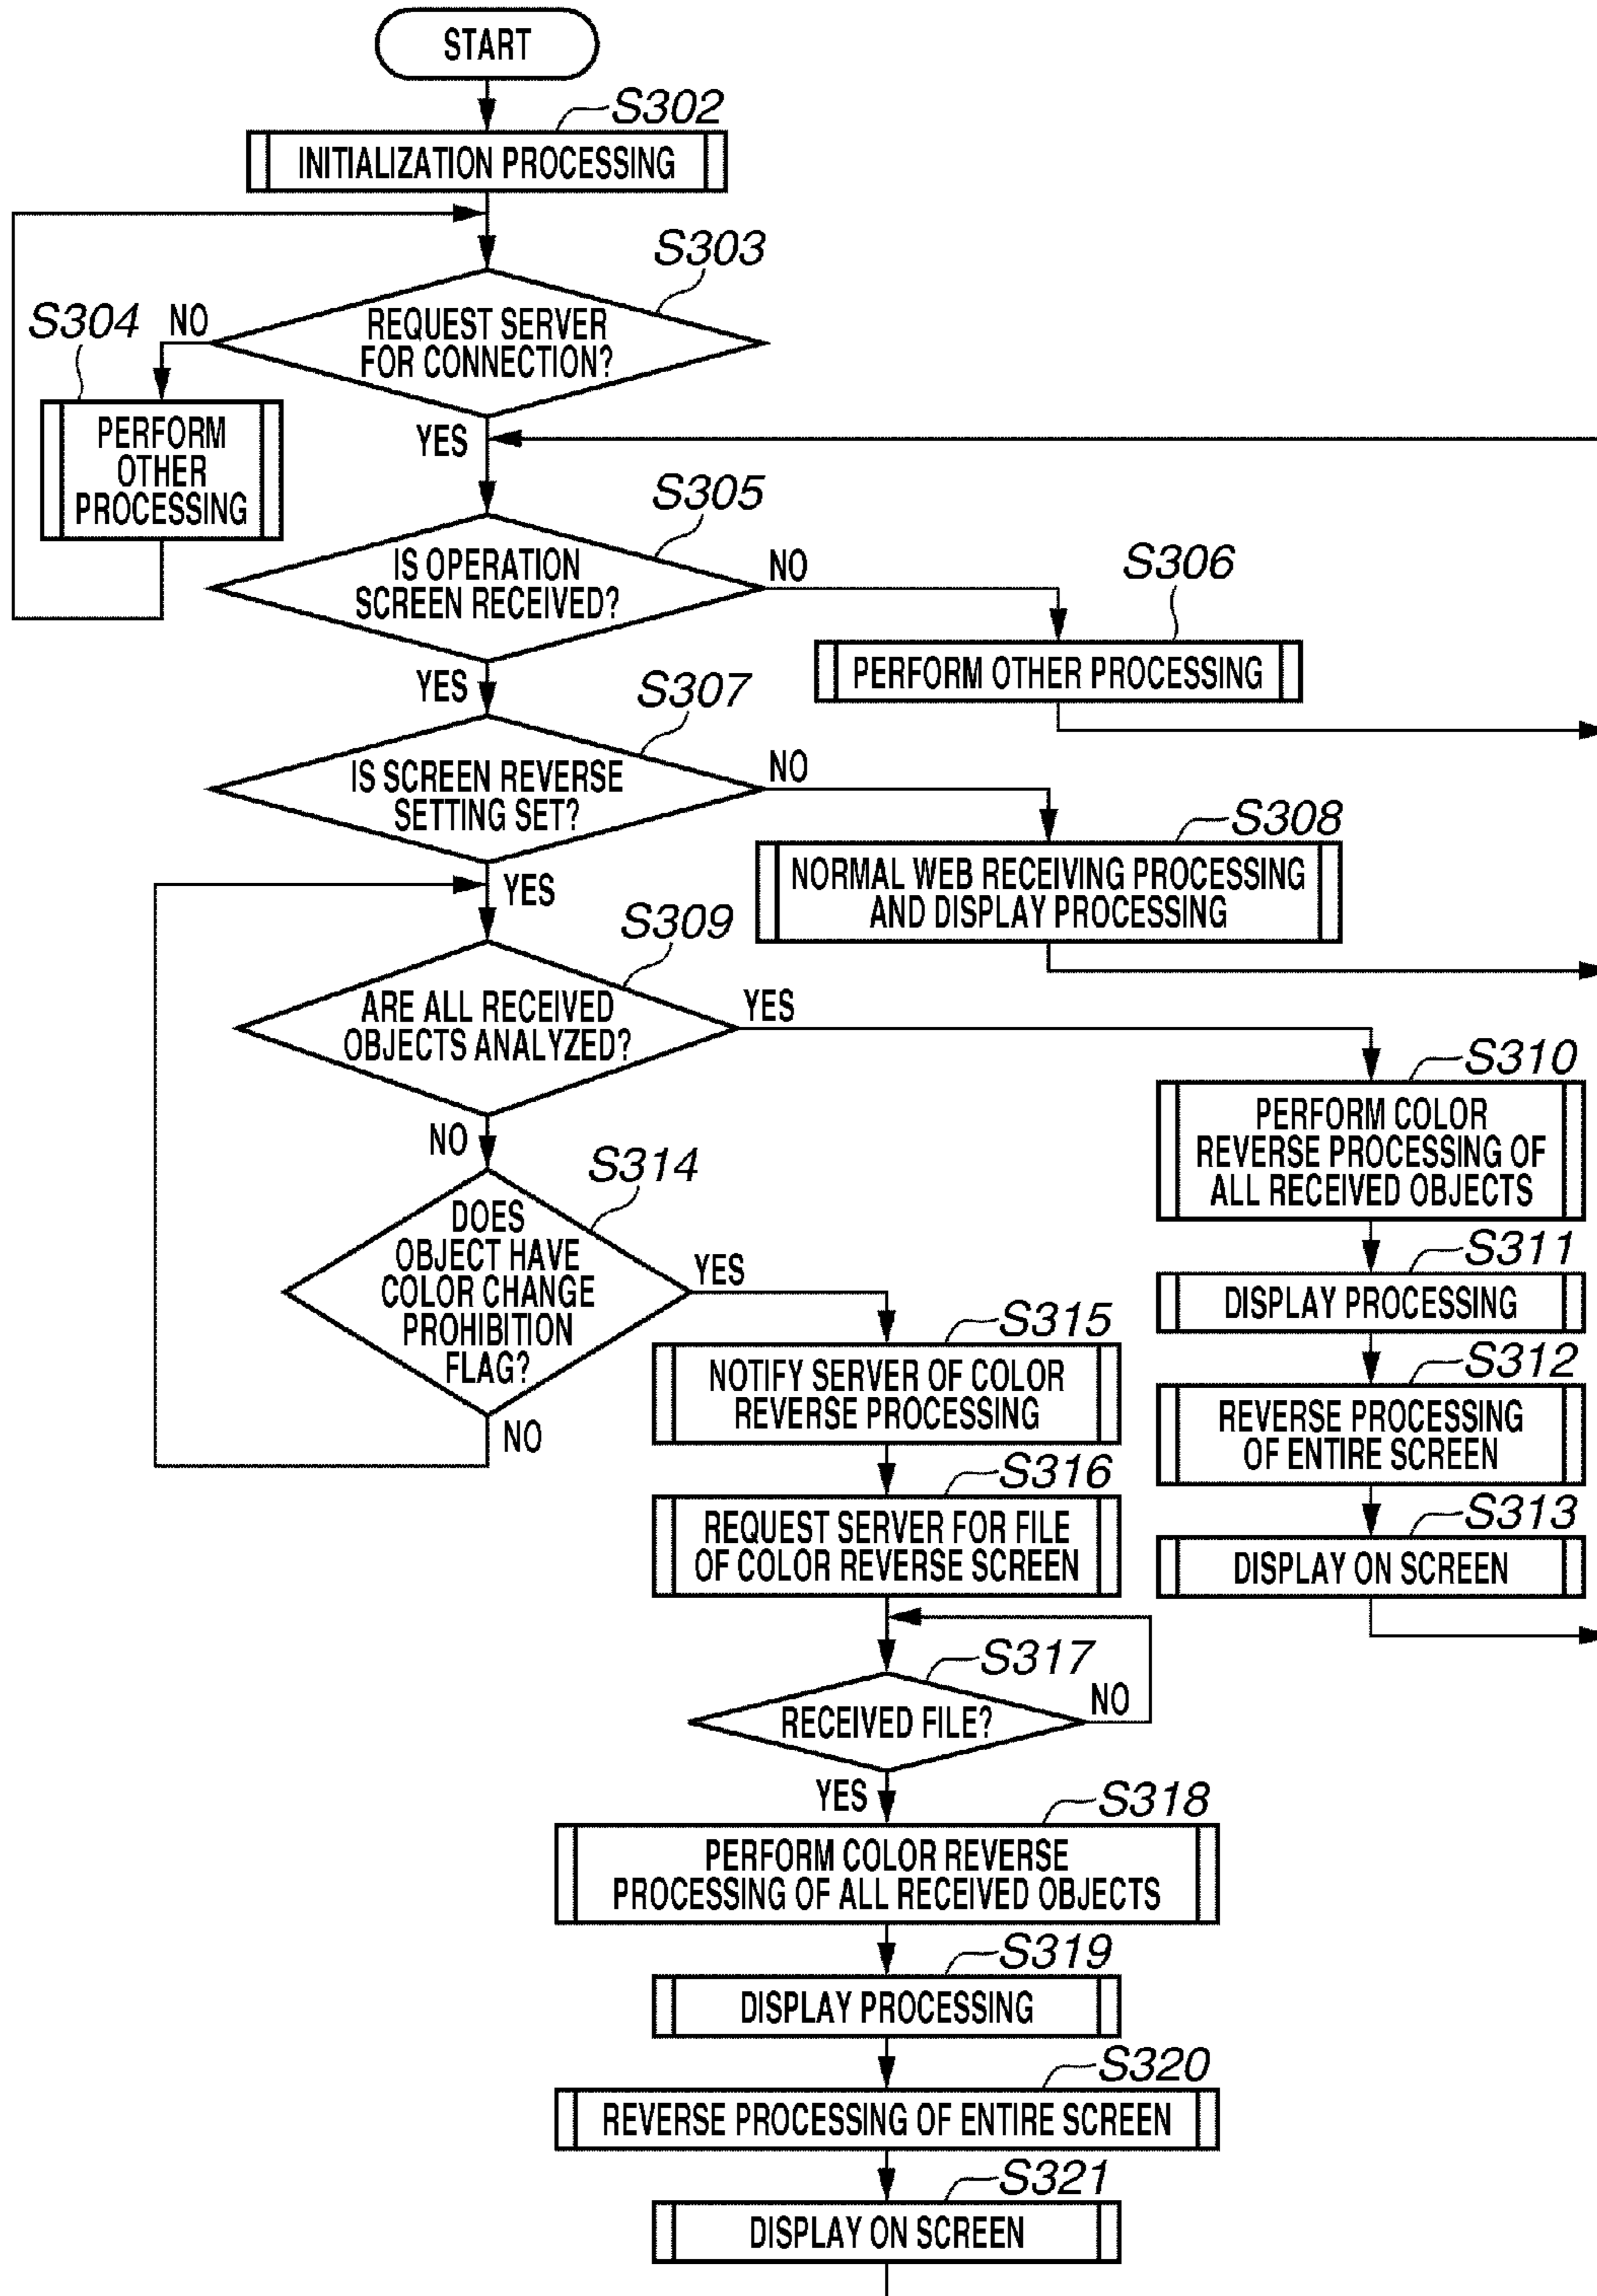 START
S302
INITIALIZATION PROCESSING
S303
REQUEST SERVER
FOR CONNECTION?
S304
NO
PERFORM
OTHER
PROCESSING
YES
S305
IS OPERATION
SCREEN RECEIVED?
NO
S306
PERFORM OTHER PROCESSING
YES
S307
IS SCREEN REVERSE
SETTING SET?
NO
S308
NORMAL WEB RECEIVING PROCESSING
AND DISPLAY PROCESSING
YES
S309
ARE ALL RECEIVED
OBJECTS ANALYZED?
YES
S310
PERFORM COLOR
REVERSE PROCESSING OF
ALL RECEIVED OBJECTS
S311
DISPLAY PROCESSING
S312
REVERSE PROCESSING
OF ENTIRE SCREEN
S313
DISPLAY ON SCREEN
NO
S314
DOES
OBJECT HAVE
COLOR CHANGE
PROHIBITION
FLAG?
YES
NO
S315
NOTIFY SERVER OF COLOR
REVERSE PROCESSING
S316
REQUEST SERVER FOR FILE
OF COLOR REVERSE SCREEN
S317
RECEIVED FILE?
NO
YES
S318
PERFORM COLOR REVERSE
PROCESSING OF ALL RECEIVED OBJECTS
S319
DISPLAY PROCESSING
S320
REVERSE PROCESSING OF ENTIRE SCREEN
S321
DISPLAY ON SCREEN